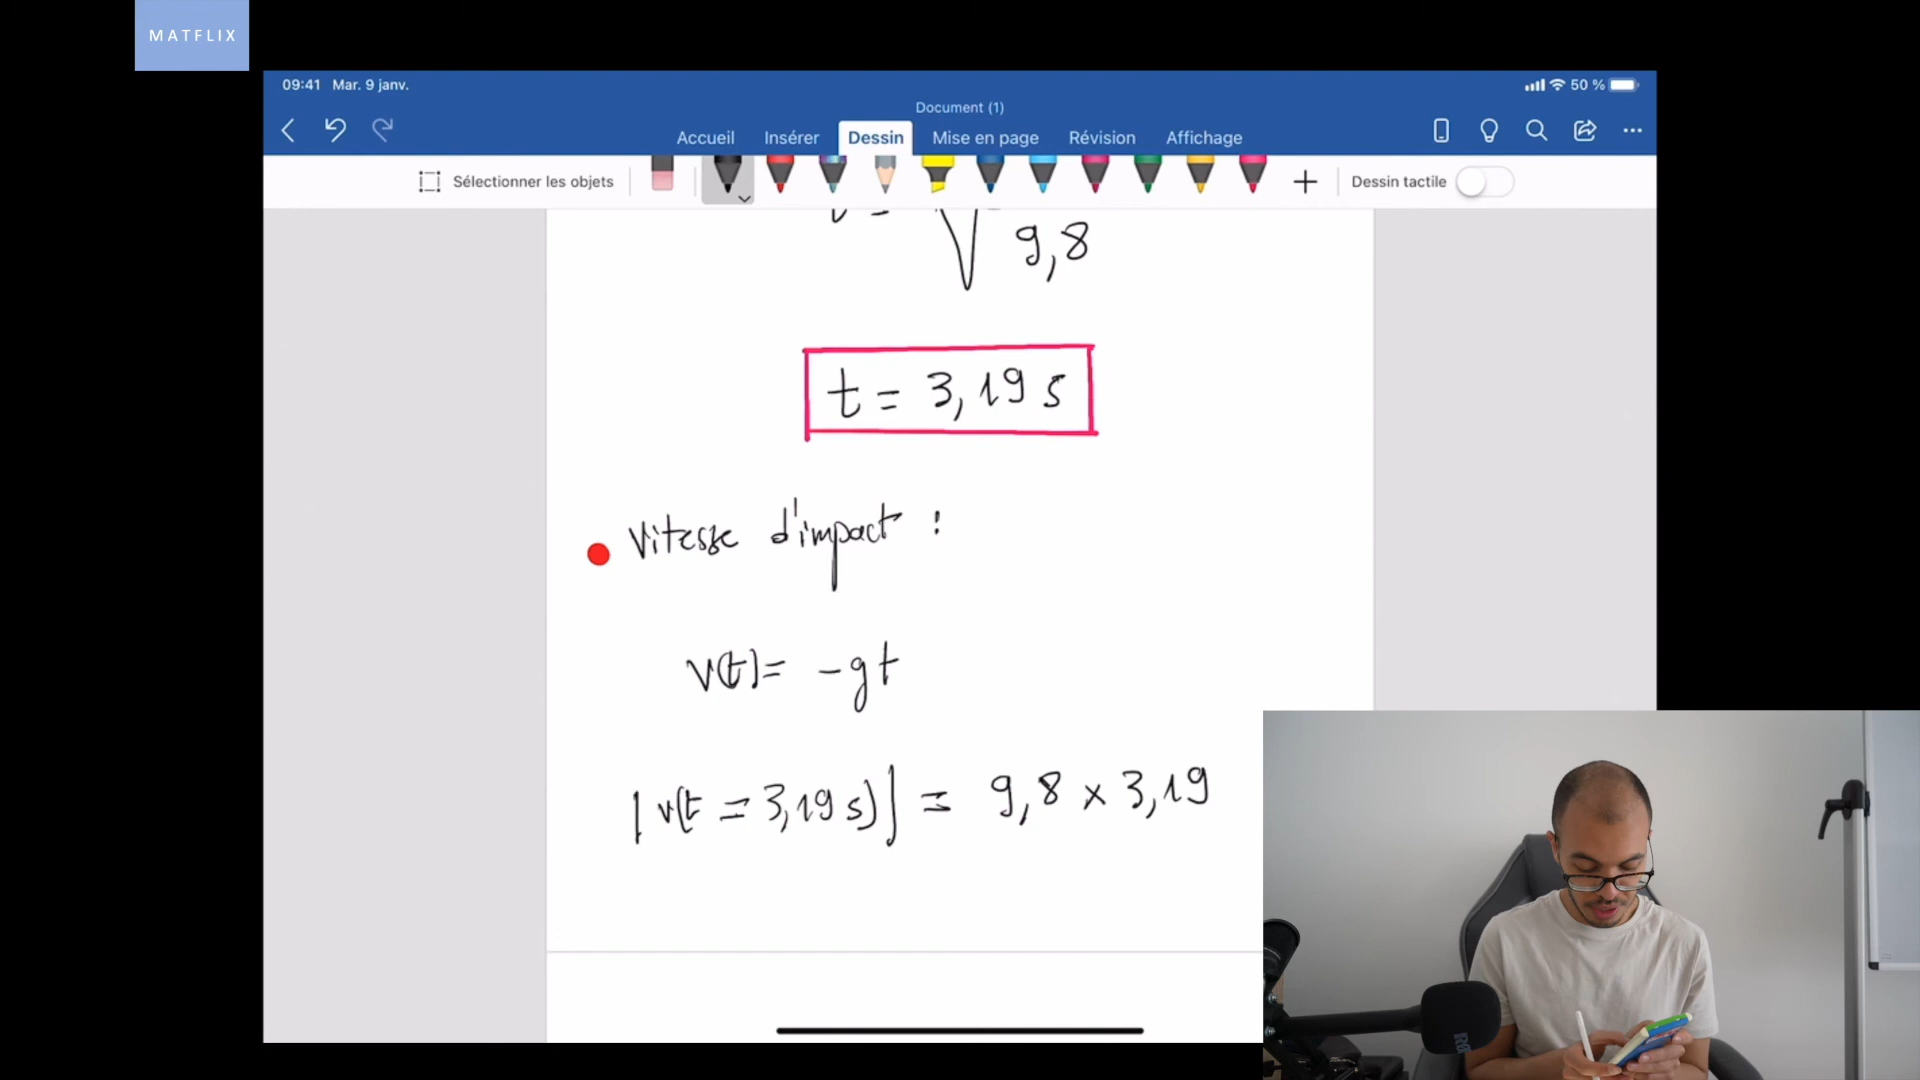 MATFLIX
09:41 Mar. 9 janv.
50 %
Document (1)
Accueil Insérer Dessin Mise en page Révision Affichage
Sélectionner les objets
Dessin tactile
√ 9,8
t = 3,19 s
Vitesse d'impact :
v(t) = -gt
|v(t = 3,19 s)| = 9,8 × 3,19